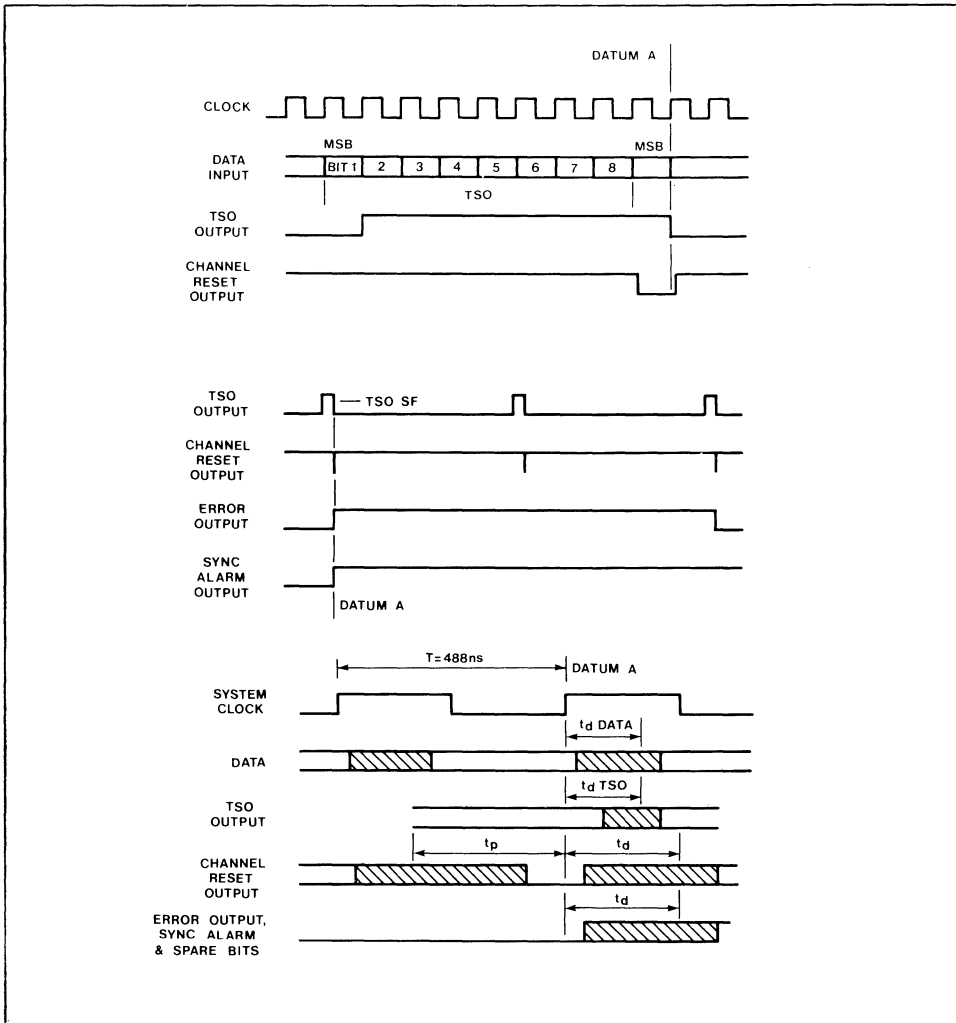 DATUM A
CLOCK
MSB
MSB
DATA
INPUT
BIT 1
2
3
4
5
6
7
8
TSO
TSO
OUTPUT
CHANNEL
RESET
OUTPUT
TSO
OUTPUT
TSO SF
CHANNEL
RESET
OUTPUT
ERROR
OUTPUT
SYNC
ALARM
OUTPUT
DATUM A
T=488ns
DATUM A
SYSTEM
CLOCK
td DATA
DATA
td TSO
TSO
OUTPUT
tp
td
CHANNEL
RESET
OUTPUT
td
ERROR OUTPUT,
SYNC ALARM
& SPARE BITS